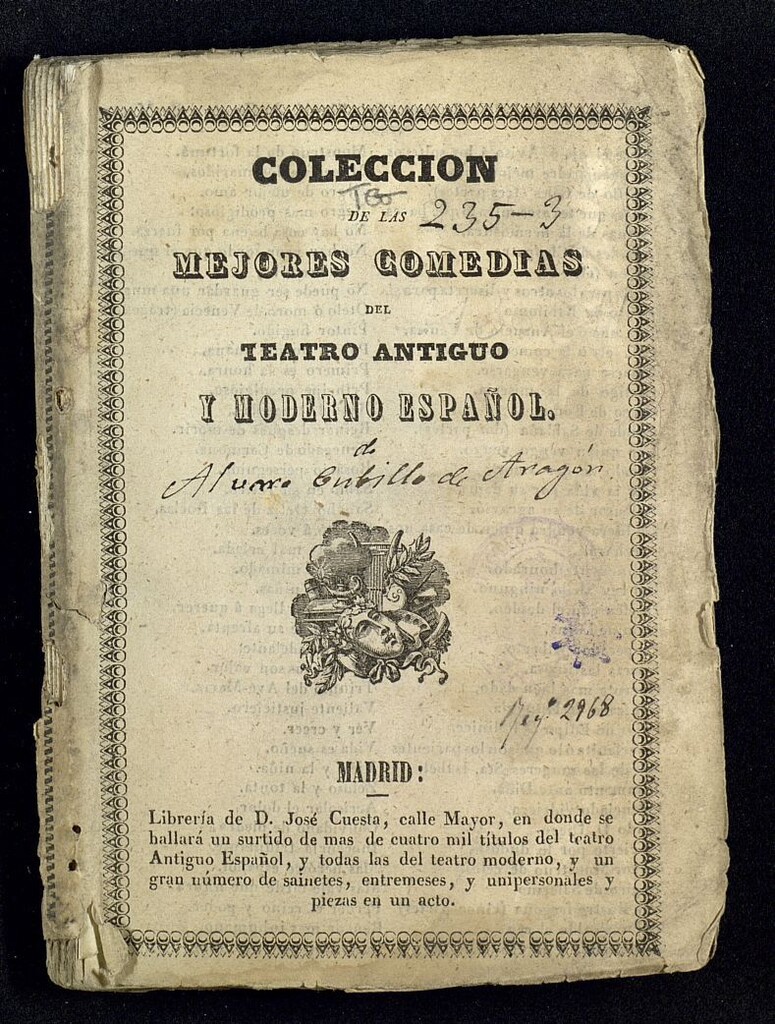 COLECCION
Tea
DE LAS 235-3
MEJORES COMEDIAS
DEL
TEATRO ANTIGUO
Y MODERNO ESPAÑOL.
de
Alvaro Cubillo de Aragón
Reg.º 2968
MADRID:
Librería de D. José Cuesta, calle Mayor, en donde se
hallará un surtido de mas de cuatro mil títulos del teatro
Antiguo Español, y todas las del teatro moderno, y un
gran número de sainetes, entremeses, y unipersonales y
piezas en un acto.